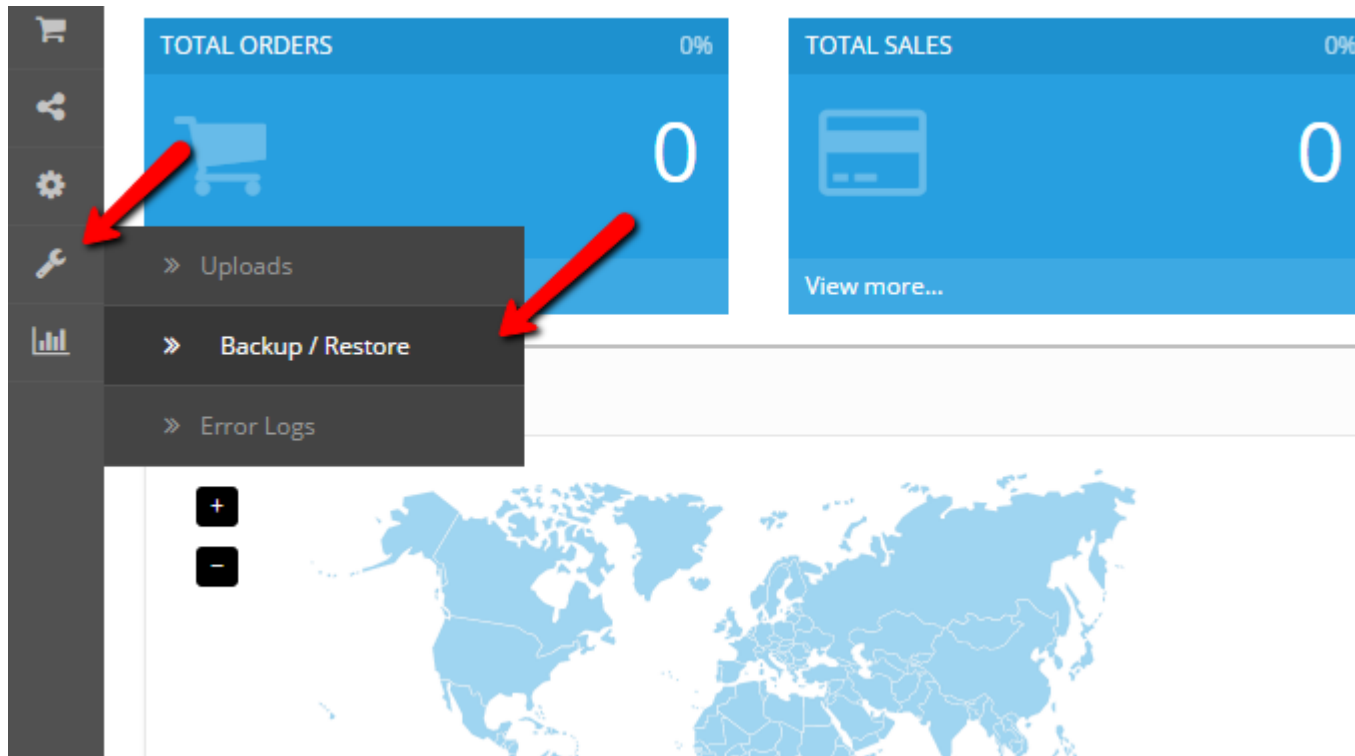 TOTAL ORDERS 0%
TOTAL SALES 0%
0
0
» Uploads
View more...
» Backup / Restore
» Error Logs
+
−